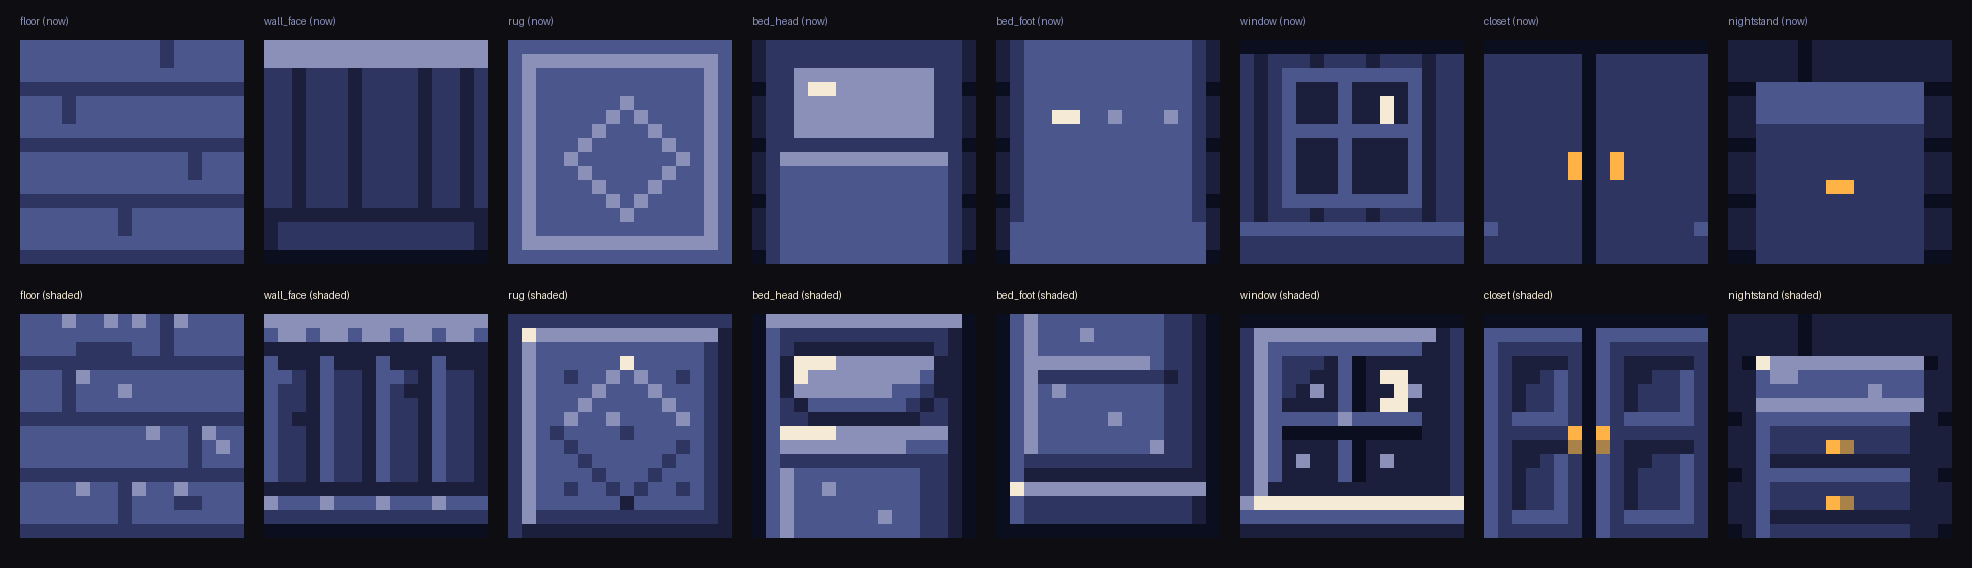 floor (now)
wall_face (now)
rug (now)
bed_head (now)
bed_foot (now)
window (now)
closet (now)
nightstand (now)
floor (shaded)
wall_face (shaded)
rug (shaded)
bed_head (shaded)
bed_foot (shaded)
window (shaded)
closet (shaded)
nightstand (shaded)